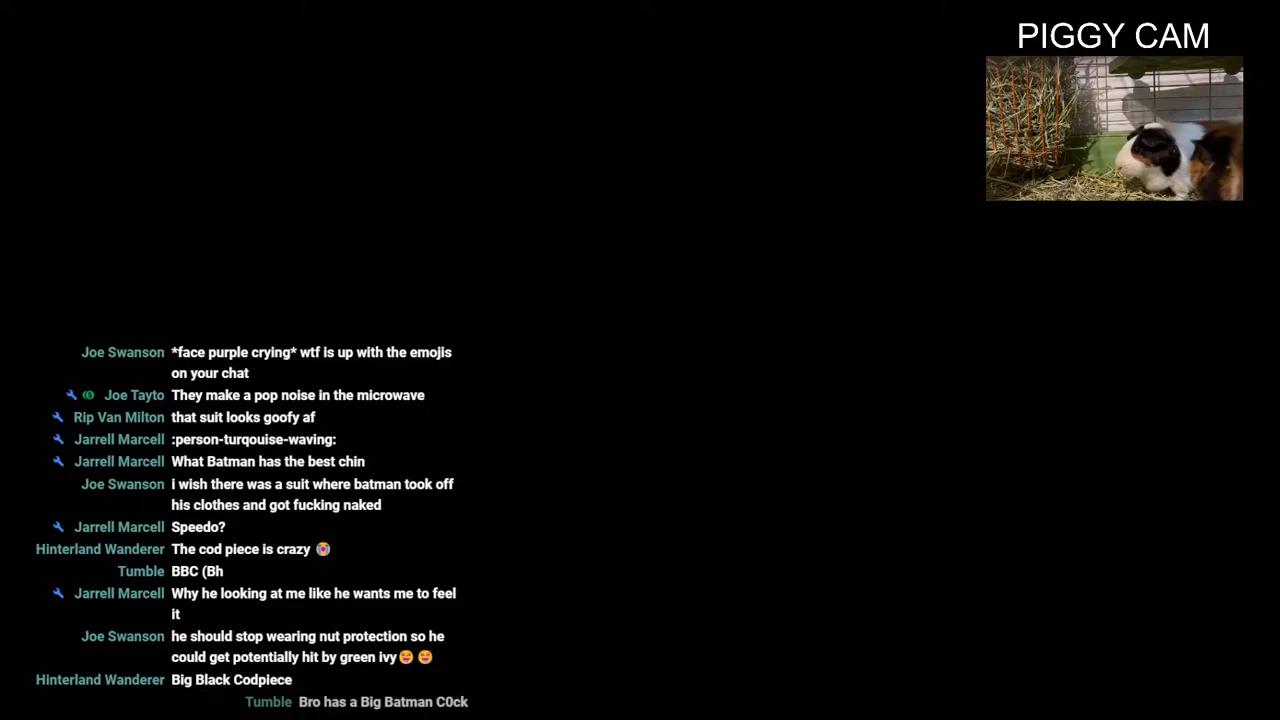 PIGGY CAM
Joe Swanson *face purple crying* wtf is up with the emojis
on your chat
Joe Tayto They make a pop noise in the microwave
Rip Van Milton that suit looks goofy af
Jarrell Marcell :person-turqouise-waving:
Jarrell Marcell What Batman has the best chin
Joe Swanson i wish there was a suit where batman took off
his clothes and got fucking naked
Jarrell Marcell Speedo?
Hinterland Wanderer The cod piece is crazy 😭
Tumble BBC (Bh
Jarrell Marcell Why he looking at me like he wants me to feel
it
Joe Swanson he should stop wearing nut protection so he
could get potentially hit by green ivy😆 😆
Hinterland Wanderer Big Black Codpiece
Tumble Bro has a Big Batman C0ck